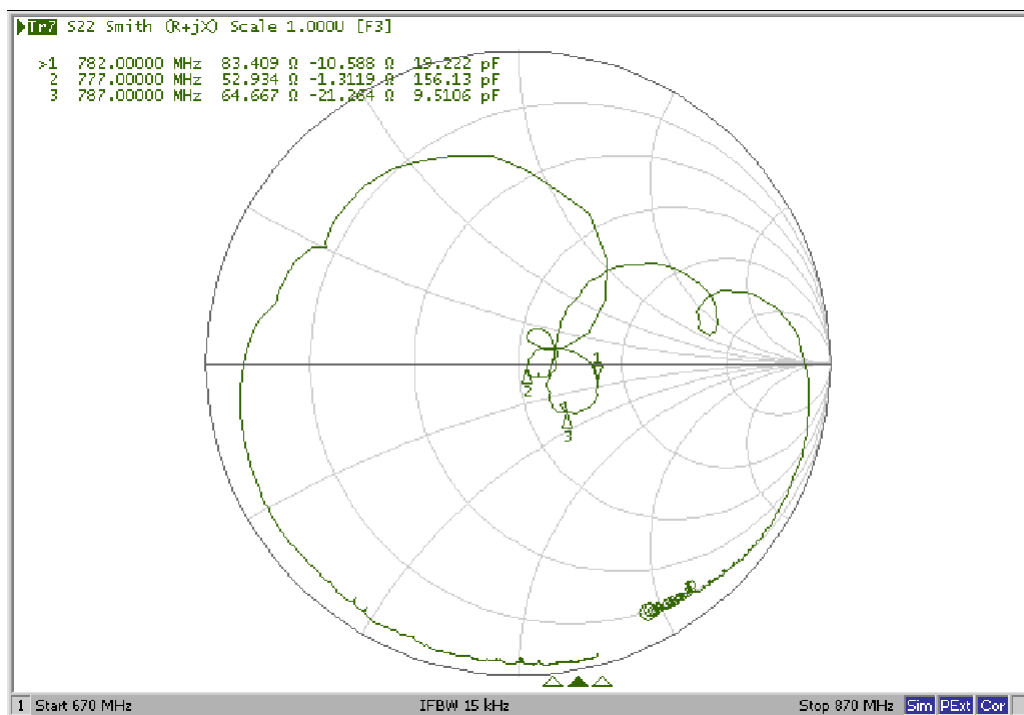 Tr7 S22 Smith (R+jX) Scale 1.000U [F3]
>1 782.00000 MHz 83.409 Ω -10.588 Ω 19.222 pF
2 777.00000 MHz 52.934 Ω -1.3119 Ω 156.13 pF
3 787.00000 MHz 64.667 Ω -21.264 Ω 9.5106 pF
1
2
3
1 Start 670 MHz IFBW 15 kHz Stop 870 MHz Sim PExt Cor